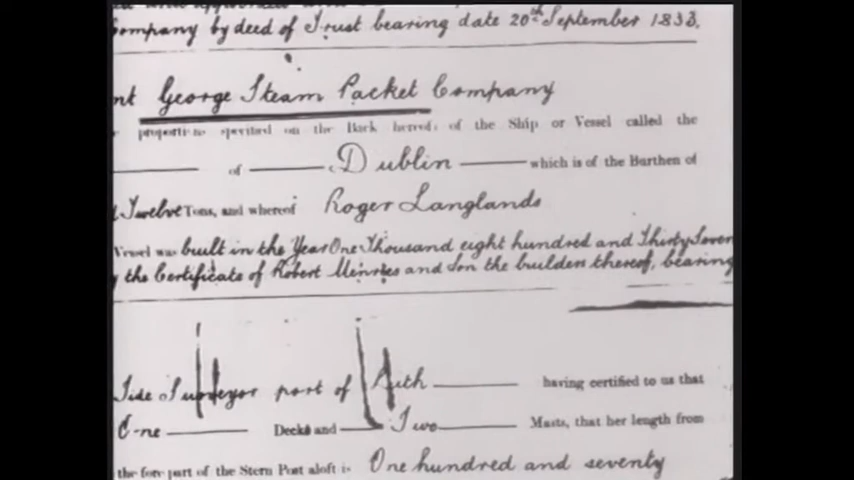 Company by deed of Trust bearing date 20th September 1833.
George Steam Packet Company
proportions specified on the Back hereof, of the Ship or Vessel called the
of Dublin which is of the Burthen of
Twelve Tons, and whereof Roger Langlands
Vessel was built in the Year One Thousand eight hundred and Thirty Seven
the Certificate of Robert Menzies and Son the builders thereof, bearing
Tide Surveyor port of Leith having certified to us that
One Decks and Two Masts, that her length from
the fore part of the Stern Post aloft is One hundred and seventy